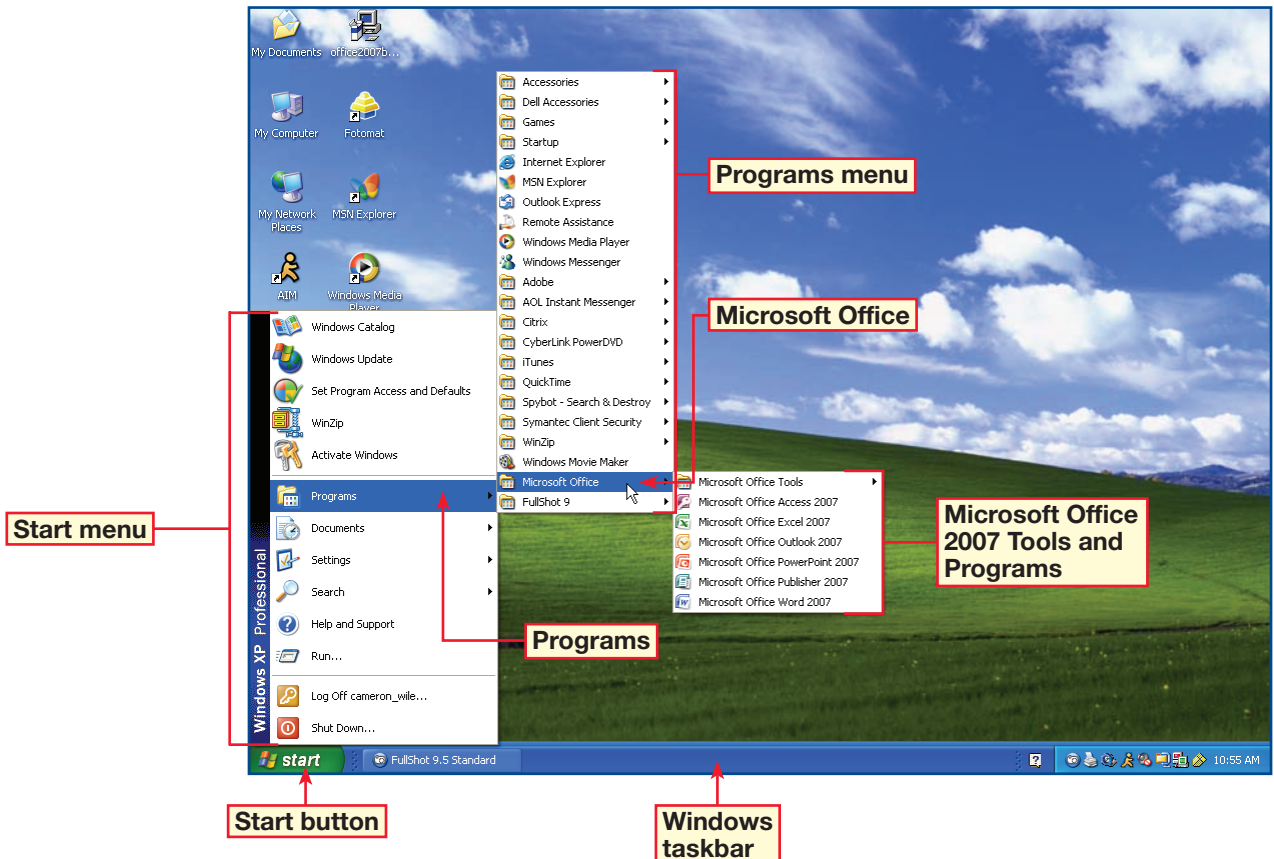 My Documents
office2007b...
My Computer
Fotomat
My Network
Places
MSN Explorer
AIM
Windows Media
Player
Accessories
Dell Accessories
Games
Startup
Internet Explorer
MSN Explorer
Outlook Express
Remote Assistance
Windows Media Player
Windows Messenger
Adobe
AOL Instant Messenger
Citrix
CyberLink PowerDVD
iTunes
QuickTime
Spybot - Search & Destroy
Symantec Client Security
WinZip
Windows Movie Maker
Microsoft Office
FullShot 9
Programs menu
Microsoft Office
Microsoft Office Tools
Microsoft Office Access 2007
Microsoft Office Excel 2007
Microsoft Office Outlook 2007
Microsoft Office PowerPoint 2007
Microsoft Office Publisher 2007
Microsoft Office Word 2007
Microsoft Office
2007 Tools and
Programs
Start menu
Windows Catalog
Windows Update
Set Program Access and Defaults
WinZip
Activate Windows
Programs
Documents
Settings
Search
Help and Support
Run...
Log Off cameron_wile...
Shut Down...
Windows XP Professional
Programs
start
FullShot 9.5 Standard
10:55 AM
Start button
Windows
taskbar